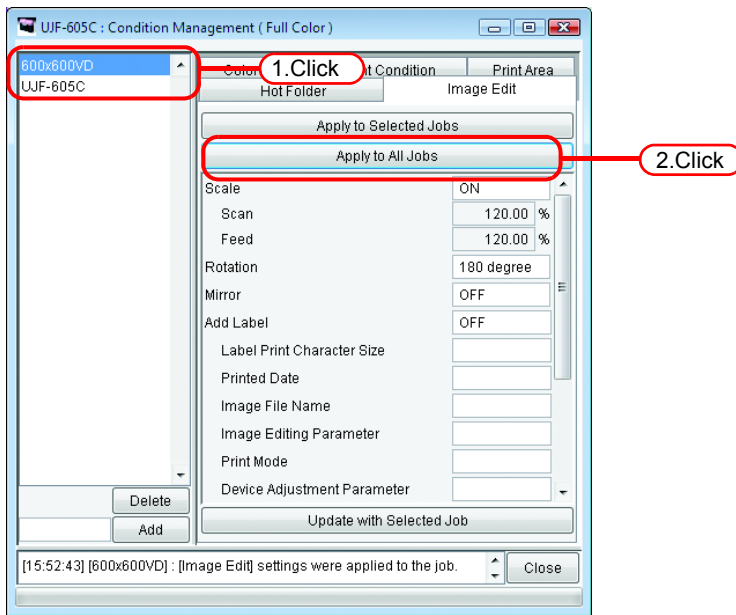 UJF-605C : Condition Management ( Full Color )
600x600VD
UJF-605C
1.Click
Condition
Print Area
Hot Folder
Image Edit
Apply to Selected Jobs
Apply to All Jobs
2.Click
Scale ON
Scan 120.00 %
Feed 120.00 %
Rotation 180 degree
Mirror OFF
Add Label OFF
Label Print Character Size
Printed Date
Image File Name
Image Editing Parameter
Print Mode
Device Adjustment Parameter
Delete
Add
Update with Selected Job
[15:52:43] [600x600VD] : [Image Edit] settings were applied to the job.
Close